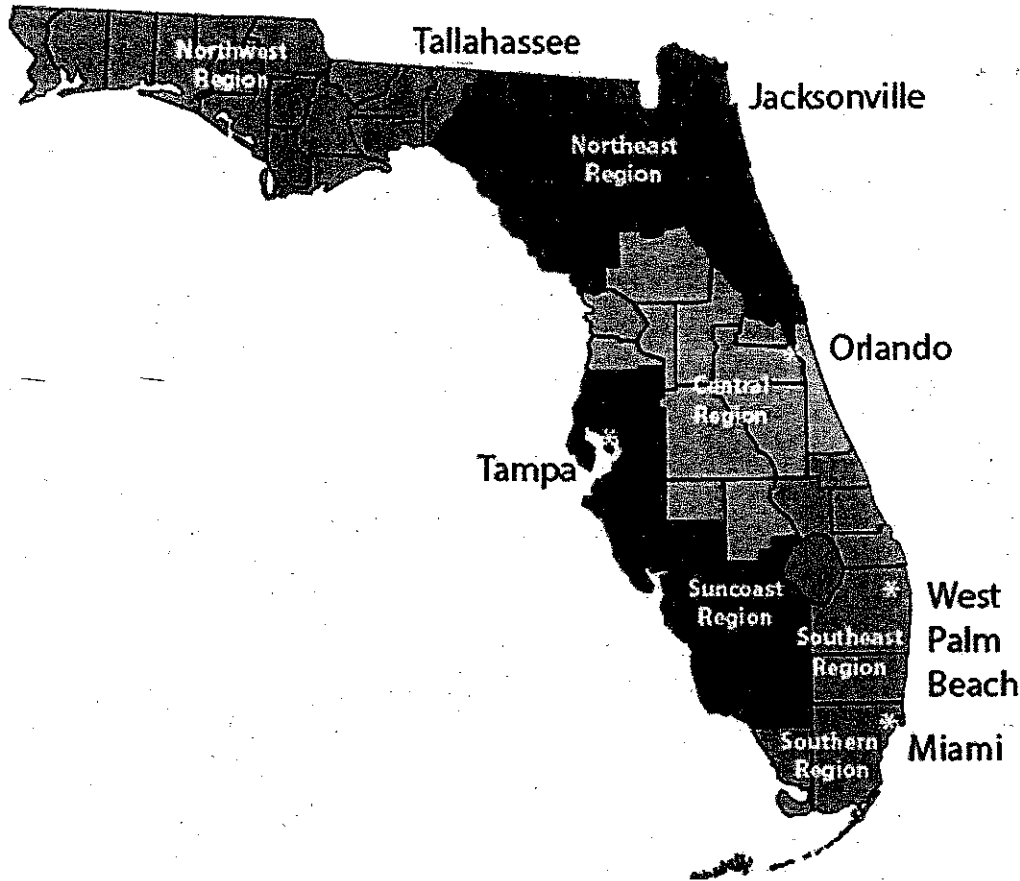 Tallahassee
Northwest
Region
Jacksonville
Northeast
Region
Orlando
Central
Region
Tampa
Suncoast
Region
West
Palm
Beach
Southeast
Region
Miami
Southern
Region